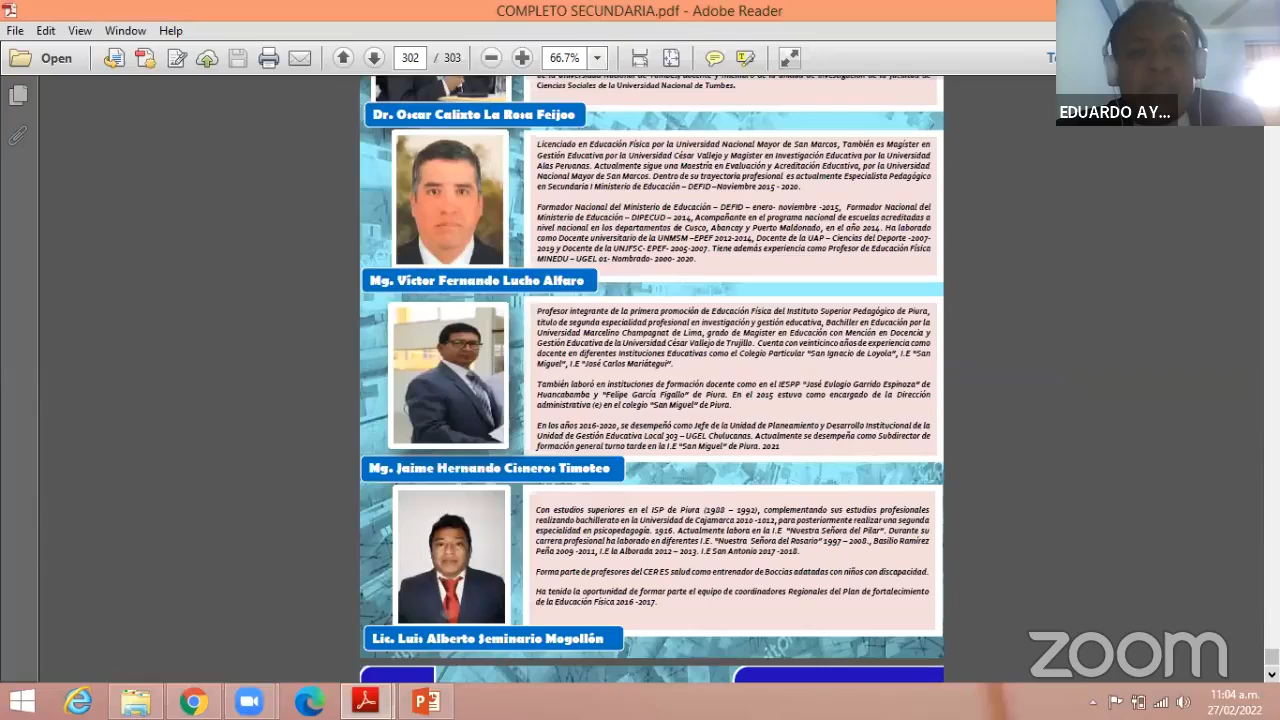 COMPLETO SECUNDARIA.pdf - Adobe Reader
File Edit View Window Help
Open 302 / 303 66.7%
EDUARDO AY...
Ciencias Sociales de la Universidad Nacional de Tumbes.
Dr. Oscar Calixto La Rosa Feijoo
Licenciado en Educación Física por la Universidad Nacional Mayor de San Marcos, También es Magíster en
Gestión Educativa por la Universidad César Vallejo y Magister en Investigación Educativa por la Universidad
Alas Peruanas. Actualmente sigue una Maestría en Evaluación y Acreditación Educativa, por la Universidad
Nacional Mayor de San Marcos. Dentro de su trayectoria profesional es actualmente Especialista Pedagógico
en Secundaria I Ministerio de Educación – DEFID –Noviembre 2015 - 2020.
Formador Nacional del Ministerio de Educación – DEFID – enero- noviembre -2015, Formador Nacional del
Ministerio de Educación – DIPECUD – 2014, Acompañante en el programa nacional de escuelas acreditadas a
nivel nacional en los departamentos de Cusco, Abancay y Puerto Maldonado, en el año 2014. Ha laborado
como Docente universitario de la UNMSM –EPEF 2012-2014, Docente de la UAP – Ciencias del Deporte -2007-
2019 y Docente de la UNJFSC- EPEF- 2005-2007. Tiene además experiencia como Profesor de Educación Física
MINEDU – UGEL 01- Nombrado- 2000- 2020.
Mg. Víctor Fernando Lucho Alfaro
Profesor integrante de la primera promoción de Educación Física del Instituto Superior Pedagógico de Piura,
titulo de segunda especialidad profesional en investigación y gestión educativa, Bachiller en Educación por la
Universidad Marcelino Champagnat de Lima, grado de Magister en Educación con Mención en Docencia y
Gestión Educativa de la Universidad César Vallejo de Trujillo. Cuenta con veinticinco años de experiencia como
docente en diferentes Instituciones Educativas como el Colegio Particular "San Ignacio de Loyola", I.E "San
Miguel", I.E "José Carlos Mariátegui".
También laboró en instituciones de formación docente como en el IESPP "José Eulogio Garrido Espinoza" de
Huancabamba y "Felipe García Figallo" de Piura. En el 2015 estuvo como encargado de la Dirección
administrativa (e) en el colegio "San Miguel" de Piura.
En los años 2016-2020, se desempeñó como Jefe de la Unidad de Planeamiento y Desarrollo Institucional de la
Unidad de Gestión Educativa Local 303 – UGEL Chulucanas. Actualmente se desempeña como Subdirector de
formación general turno tarde en la I.E "San Miguel" de Piura. 2021
Mg. Jaime Hernando Cisneros Timoteo
Con estudios superiores en el ISP de Piura (1988 – 1992), complementando sus estudios profesionales
realizando bachillerato en la Universidad de Cajamarca 2010 -1012, para posteriormente realizar una segunda
especialidad en psicopedagogía. 1916. Actualmente labora en la I.E "Nuestra Señora del Pilar". Durante su
carrera profesional ha laborado en diferentes I.E. "Nuestra Señora del Rosario" 1997 – 2008., Basilio Ramírez
Peña 2009 -2011, I.E la Alborada 2012 – 2013. I.E San Antonio 2017 -2018.
Forma parte de profesores del CERES salud como entrenador de Boccias adatadas con niños con discapacidad.
Ha tenido la oportunidad de formar parte el equipo de coordinadores Regionales del Plan de fortalecimiento
de la Educación Física 2016 -2017.
Lic. Luis Alberto Seminario Mogollón
zoom
11:04 a.m.
27/02/2022